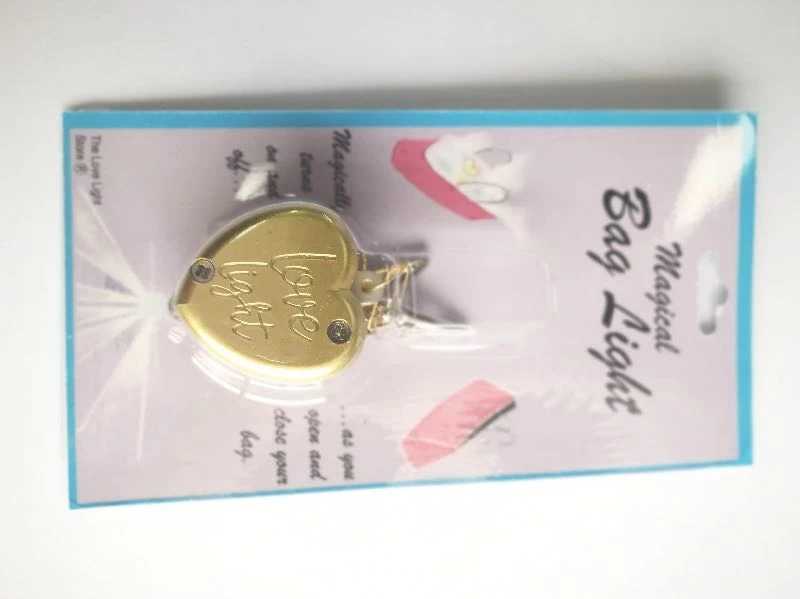 Magical
Bag Light
Magically
turns
on and
off...
Love
light
...as you
open and
close your
bag.
The Love Light
Store ®